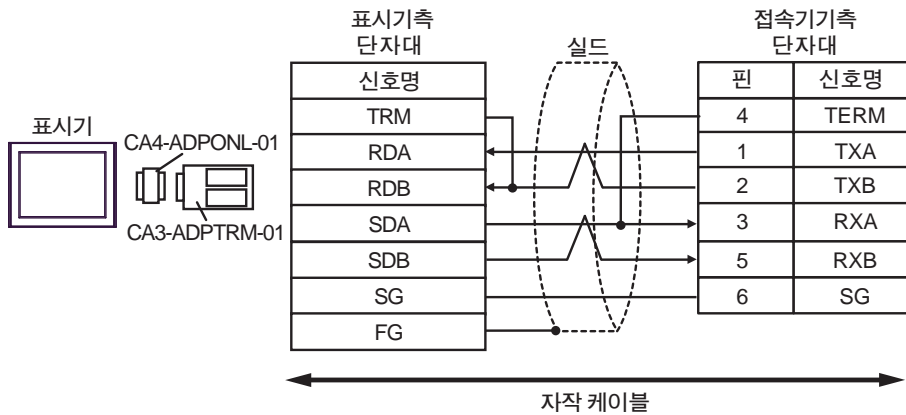 표시기측
단자대
실드
접속기기측
단자대
신호명
핀 신호명
TRM
4 TERM
표시기
CA4-ADPONL-01
RDA
1 TXA
RDB
2 TXB
CA3-ADPTRM-01
SDA
3 RXA
SDB
5 RXB
SG
6 SG
FG
자작 케이블